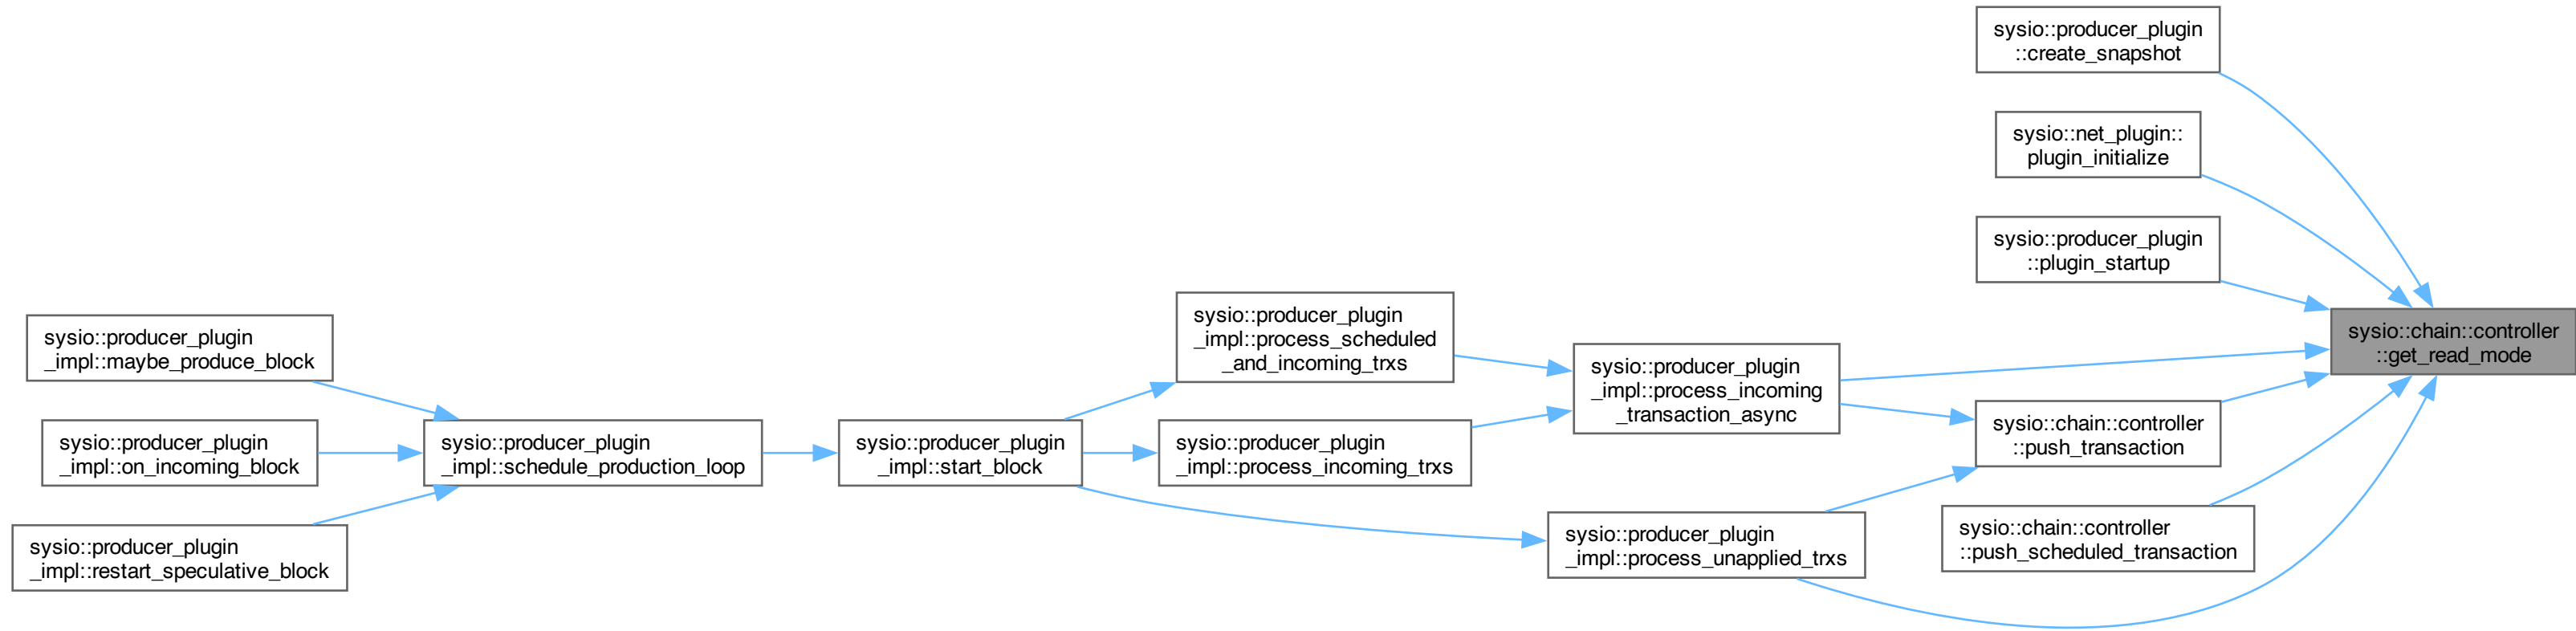 sysio::producer_plugin
::create_snapshot
sysio::net_plugin::
plugin_initialize
sysio::producer_plugin
::plugin_startup
sysio::producer_plugin
_impl::process_scheduled
_and_incoming_trxs
sysio::producer_plugin
_impl::maybe_produce_block
sysio::chain::controller
::get_read_mode
sysio::producer_plugin
_impl::process_incoming
_transaction_async
sysio::producer_plugin
_impl::on_incoming_block
sysio::producer_plugin
_impl::schedule_production_loop
sysio::producer_plugin
_impl::start_block
sysio::producer_plugin
_impl::process_incoming_trxs
sysio::chain::controller
::push_transaction
sysio::producer_plugin
_impl::restart_speculative_block
sysio::producer_plugin
_impl::process_unapplied_trxs
sysio::chain::controller
::push_scheduled_transaction